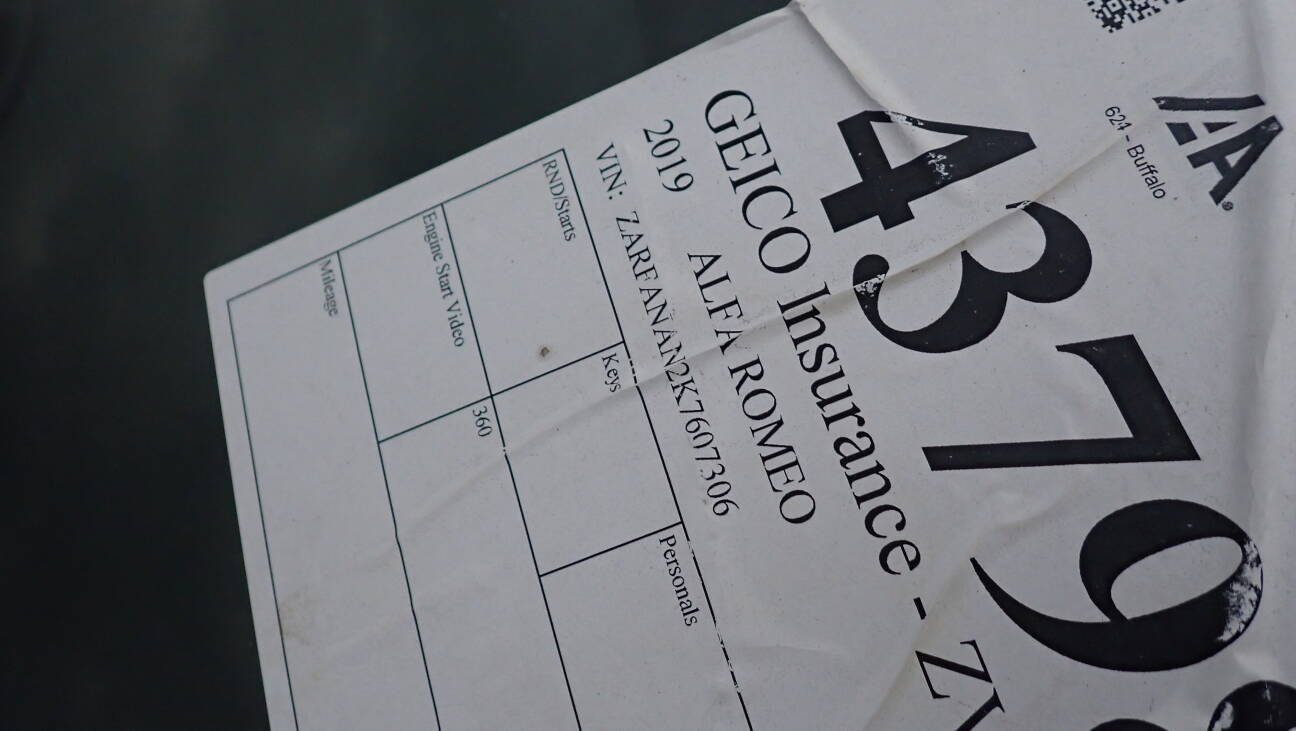 IAA
624 - Buffalo
4379
GEICO Insurance - ZV
2019 ALFA ROMEO
VIN: ZARFANAN2K7607306
RND/Starts
Keys
Personals
Engine Start Video
360
Mileage